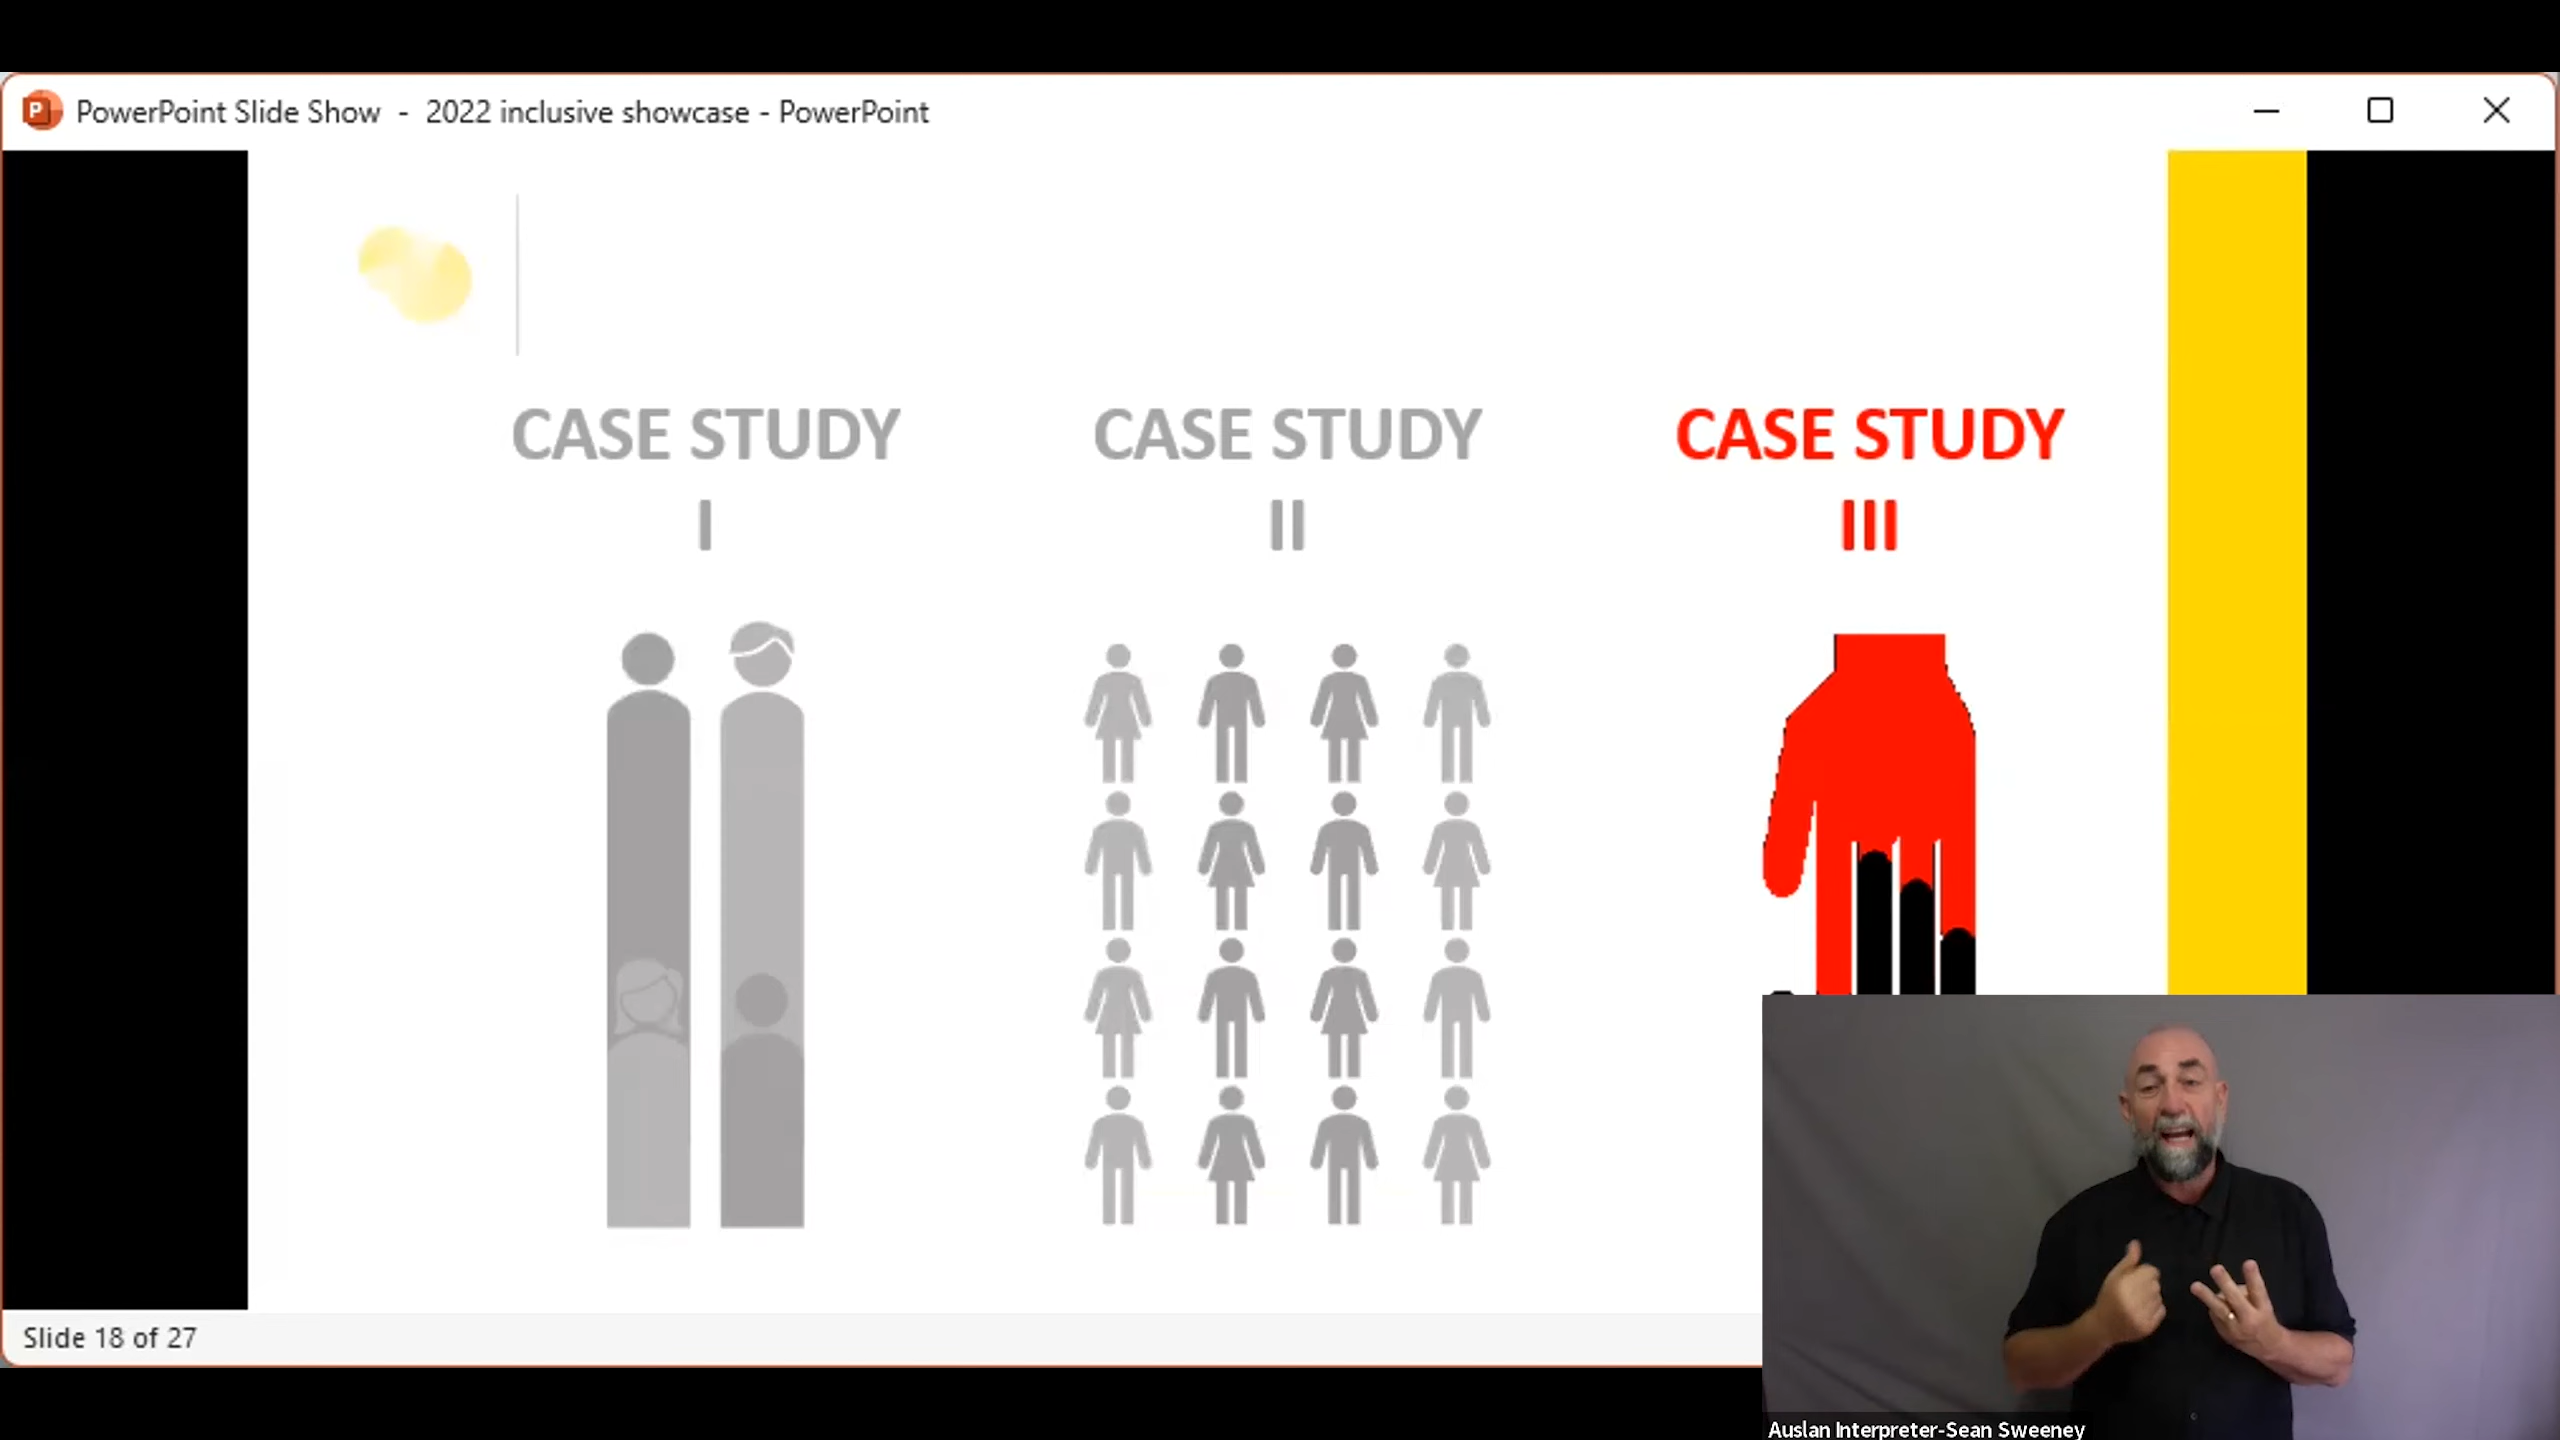 PowerPoint Slide Show - 2022 inclusive showcase - PowerPoint
CASE STUDY
I
CASE STUDY
II
CASE STUDY
III
Slide 18 of 27
Auslan Interpreter-Sean Sweeney